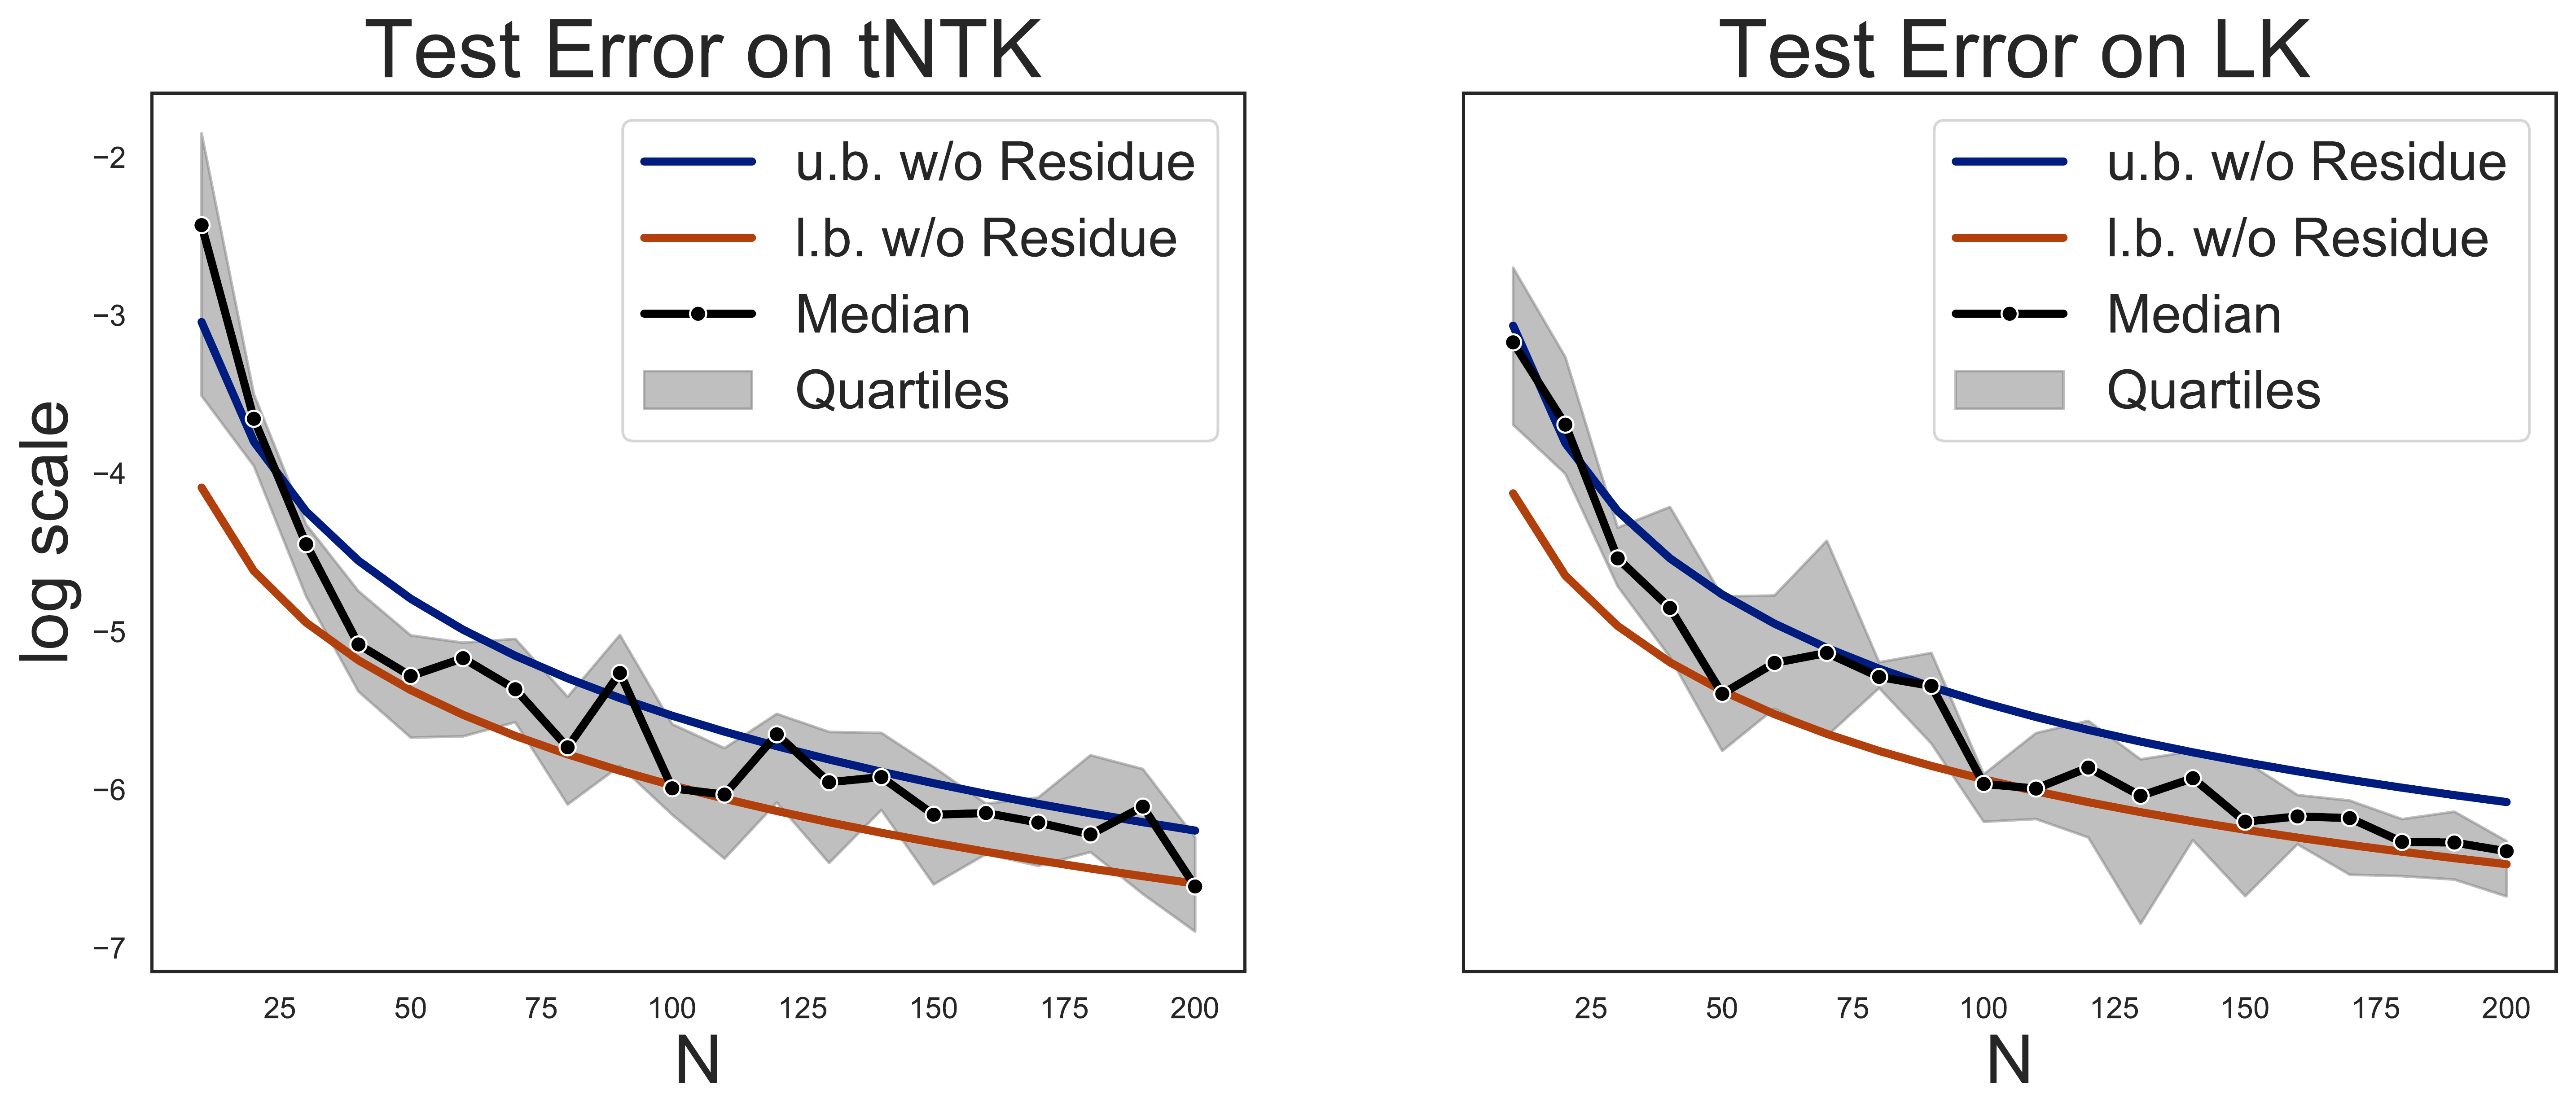 Test Error on tNTK
u.b. w/o Residue
l.b. w/o Residue
Median
Quartiles
log scale
−2
−3
−4
−5
−6
−7
25 50 75 100 125 150 175 200
N
Test Error on LK
u.b. w/o Residue
l.b. w/o Residue
Median
Quartiles
25 50 75 100 125 150 175 200
N